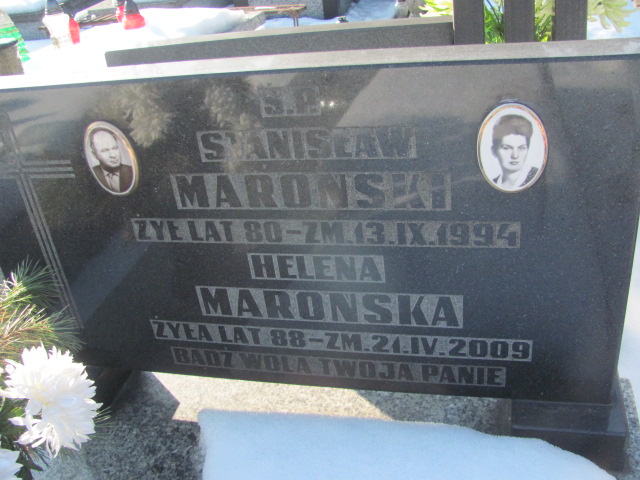 Ś.P.
STANISŁAW
MAROŃSKI
ŻYŁ LAT 80-ZM.13.IX.1994
HELENA
MAROŃSKA
ŻYŁA LAT 88-ZM.21.IV.2009
BĄDŹ WOLA TWOJA PANIE